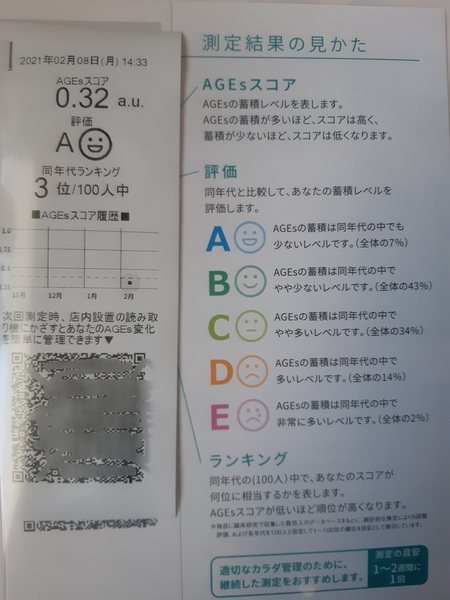 2021年02月08日(月) 14:33
AGEsスコア
0.32 a.u.
評価
A
同年代ランキング
3 位/100人中
■AGEsスコア履歴■
1.0
0.75
0.5
0.25
11月 12月 1月 2月
次回測定時、店内設置の読み取
り機にかざすとあなたのAGEs変化
を簡単に管理できます▼
測定結果の見かた
AGEsスコア
AGEsの蓄積レベルを表します。
AGEsの蓄積が多いほど、スコアは高く、
蓄積が少ないほど、スコアは低くなります。
評価
同年代と比較して、あなたの蓄積レベルを
評価します。
A
AGEsの蓄積は同年代の中でも
少ないレベルです。(全体の7%)
B
AGEsの蓄積は同年代の中で
やや少ないレベルです。(全体の43%)
C
AGEsの蓄積は同年代の中で
やや多いレベルです。(全体の34%)
D
AGEsの蓄積は同年代の中で
多いレベルです。(全体の14%)
E
AGEsの蓄積は同年代の中で
非常に多いレベルです。(全体の2%)
ランキング
同年代の(100人)中で、あなたのスコアが
何位に相当するかを表します。
AGEsスコアが低いほど順位が高くなります。
適切なカラダ管理のために、
継続した測定をおすすめします。
測定の目安
1〜2週間に
1回